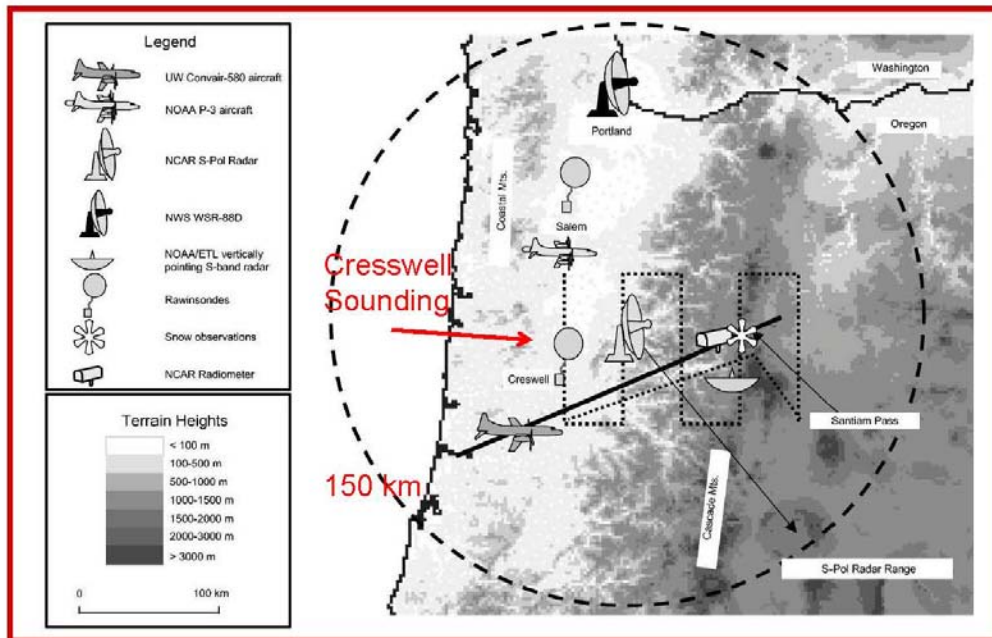 Legend
UW Convair-580 aircraft
NOAA P-3 aircraft
NCAR S-Pol Radar
NWS WSR-88D
NOAA/ETL vertically
pointing S-band radar
Rawinsondes
Snow observations
NCAR Radiometer
Terrain Heights
< 100 m
100-500 m
500-1000 m
1000-1500 m
1500-2000 m
2000-3000 m
> 3000 m
0 100 km
Washington
Oregon
Portland
Coastal Mts.
Salem
Cresswell
Sounding
Creswell
Santiam Pass
150 km
Cascade Mts.
S-Pol Radar Range